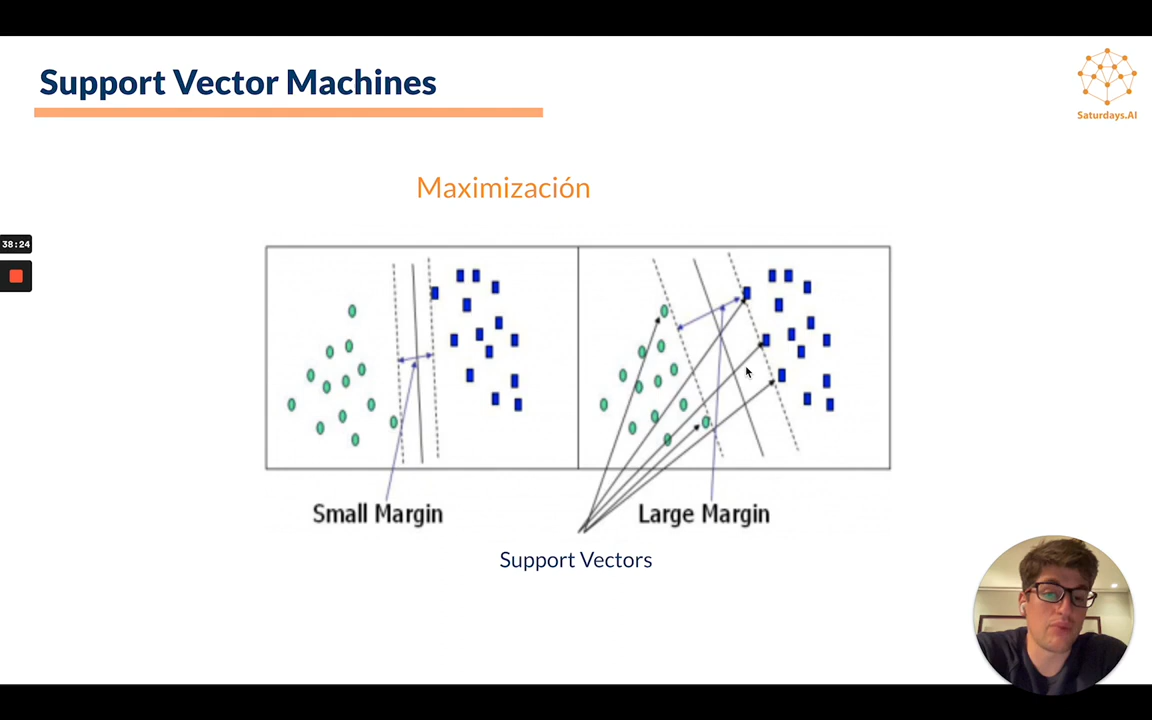 Support Vector Machines
Saturdays.AI
Maximización
38:24
Small Margin
Large Margin
Support Vectors